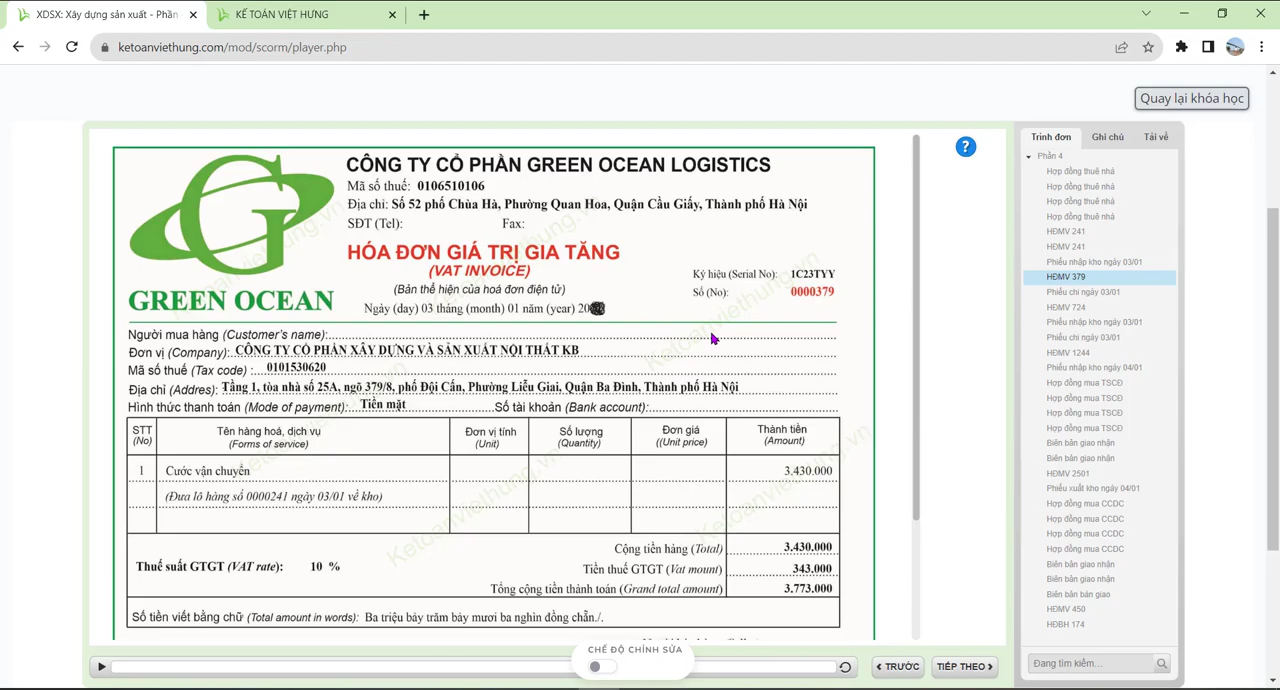 XDSX: Xây dựng sản xuất - Phần
KẾ TOÁN VIỆT HƯNG
ketoanviethung.com/mod/scorm/player.php
Quay lại khóa học
GREEN OCEAN
CÔNG TY CỔ PHẦN GREEN OCEAN LOGISTICS
Mã số thuế: 0106510106
Địa chỉ: Số 52 phố Chùa Hà, Phường Quan Hoa, Quận Cầu Giấy, Thành phố Hà Nội
SĐT (Tel): Fax:
HÓA ĐƠN GIÁ TRỊ GIA TĂNG
(VAT INVOICE)
(Bản thể hiện của hoá đơn điện tử)
Ngày (day) 03 tháng (month) 01 năm (year) 20
Ký hiệu (Serial No): 1C23TYY
Số (No): 0000379
Người mua hàng (Customer's name):
Đơn vị (Company): CÔNG TY CỔ PHẦN XÂY DỰNG VÀ SẢN XUẤT NỘI THẤT KB
Mã số thuế (Tax code) : 0101530620
Địa chỉ (Addres): Tầng 1, tòa nhà số 25A, ngõ 379/8, phố Đội Cấn, Phường Liễu Giai, Quận Ba Đình, Thành phố Hà Nội
Hình thức thanh toán (Mode of payment): Tiền mặt Số tài khoản (Bank account):
STT Tên hàng hoá, dịch vụ Đơn vị tính Số lượng Đơn giá Thành tiền
(No) (Forms of service) (Unit) (Quantity) ((Unit price) (Amount)
1 Cước vận chuyển 3.430.000
(Đưa lô hàng số 0000241 ngày 03/01 về kho)
Cộng tiền hàng (Total) 3.430.000
Thuế suất GTGT (VAT rate): 10 % Tiền thuế GTGT (Vat mount) 343.000
Tổng cộng tiền thành toán (Grand total amount) 3.773.000
Số tiền viết bằng chữ (Total amount in words): Ba triệu bảy trăm bảy mươi ba nghìn đồng chẵn./.
Ketoanviethung.vn
CHẾ ĐỘ CHỈNH SỬA
TRƯỚC
TIẾP THEO
Trình đơn Ghi chú Tải về
Phần 4
Hợp đồng thuê nhà
Hợp đồng thuê nhà
Hợp đồng thuê nhà
Hợp đồng thuê nhà
HĐMV 241
HĐMV 241
Phiếu nhập kho ngày 03/01
HĐMV 379
Phiếu chi ngày 03/01
HĐMV 724
Phiếu nhập kho ngày 03/01
Phiếu chi ngày 03/01
HĐMV 1244
Phiếu nhập kho ngày 04/01
Hợp đồng mua TSCĐ
Hợp đồng mua TSCĐ
Hợp đồng mua TSCĐ
Hợp đồng mua TSCĐ
Biên bản giao nhận
Biên bản giao nhận
HĐMV 2501
Phiếu xuất kho ngày 04/01
Hợp đồng mua CCDC
Hợp đồng mua CCDC
Hợp đồng mua CCDC
Hợp đồng mua CCDC
Biên bản giao nhận
Biên bản giao nhận
Biên bản bàn giao
HĐMV 450
HĐBH 174
Đang tìm kiếm...